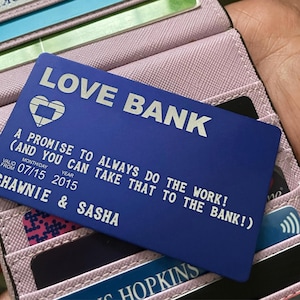 LOVE BANK
A PROMISE TO ALWAYS DO THE WORK!
(AND YOU CAN TAKE THAT TO THE BANK!)
VALID FROM MONTH/DAY 07/15 YEAR 2015
SHAWNIE & SASHA
HOPKINS